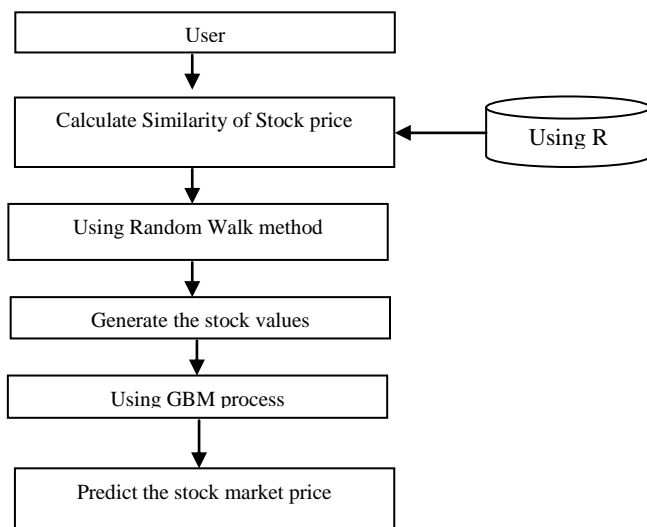 User
Calculate Similarity of Stock price
Using R
Using Random Walk method
Generate the stock values
Using GBM process
Predict the stock market price